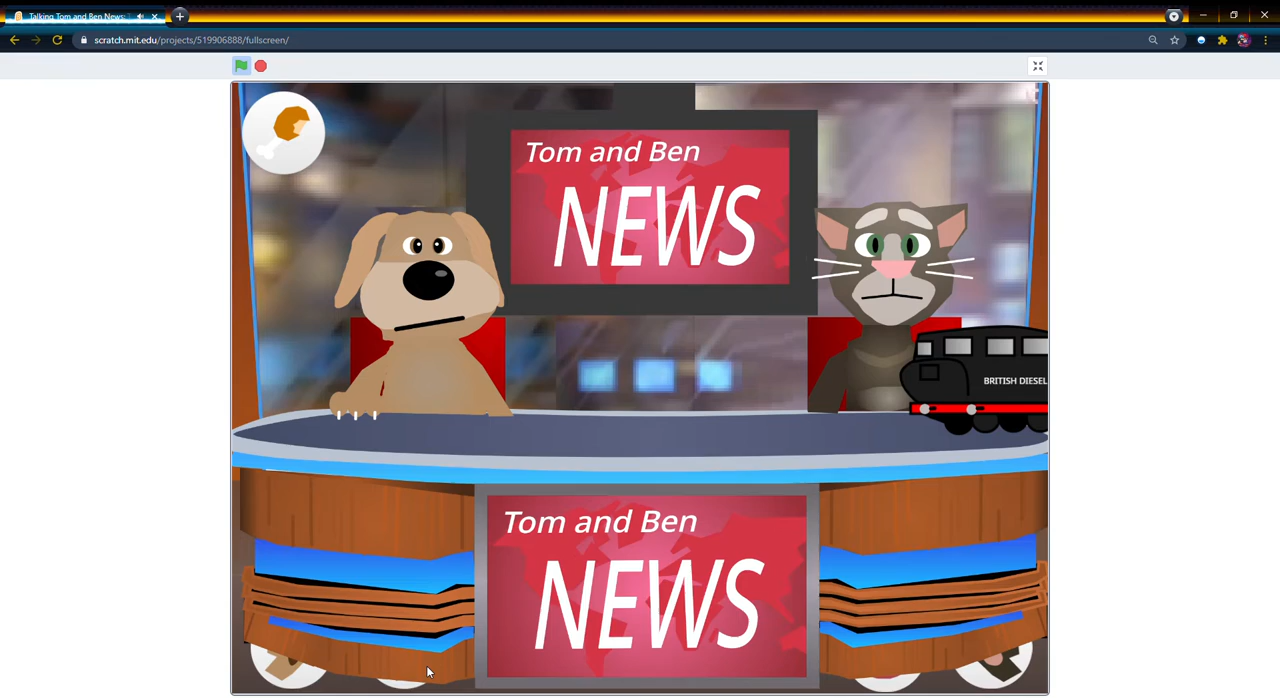 Talking Tom and Ben News:
scratch.mit.edu/projects/519906888/fullscreen/
Tom and Ben
NEWS
BRITISH DIESEL
Tom and Ben
NEWS